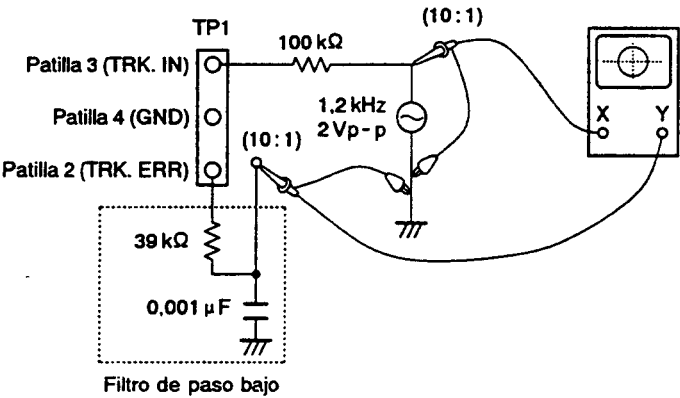 (10 : 1)
TP1
100 kΩ
Patilla 3 (TRK. IN)
X
Y
1,2 kHz
2 Vp - p
Patilla 4 (GND)
(10 : 1)
Patilla 2 (TRK. ERR)
39 kΩ
0,001 μ F
Filtro de paso bajo